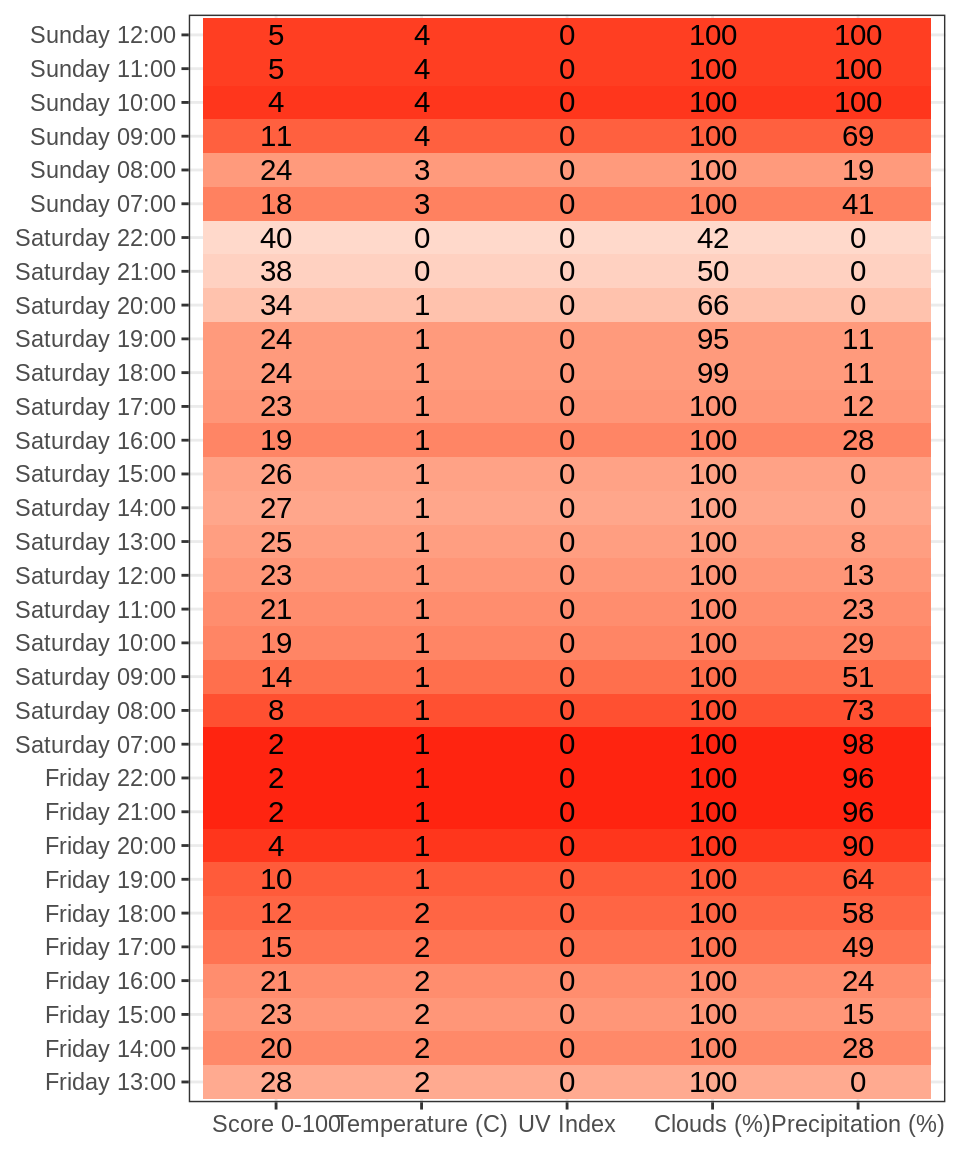 Sunday 12:00 5 4 0 100 100
Sunday 11:00 5 4 0 100 100
Sunday 10:00 4 4 0 100 100
Sunday 09:00 11 4 0 100 69
Sunday 08:00 24 3 0 100 19
Sunday 07:00 18 3 0 100 41
Saturday 22:00 40 0 0 42 0
Saturday 21:00 38 0 0 50 0
Saturday 20:00 34 1 0 66 0
Saturday 19:00 24 1 0 95 11
Saturday 18:00 24 1 0 99 11
Saturday 17:00 23 1 0 100 12
Saturday 16:00 19 1 0 100 28
Saturday 15:00 26 1 0 100 0
Saturday 14:00 27 1 0 100 0
Saturday 13:00 25 1 0 100 8
Saturday 12:00 23 1 0 100 13
Saturday 11:00 21 1 0 100 23
Saturday 10:00 19 1 0 100 29
Saturday 09:00 14 1 0 100 51
Saturday 08:00 8 1 0 100 73
Saturday 07:00 2 1 0 100 98
Friday 22:00 2 1 0 100 96
Friday 21:00 2 1 0 100 96
Friday 20:00 4 1 0 100 90
Friday 19:00 10 1 0 100 64
Friday 18:00 12 2 0 100 58
Friday 17:00 15 2 0 100 49
Friday 16:00 21 2 0 100 24
Friday 15:00 23 2 0 100 15
Friday 14:00 20 2 0 100 28
Friday 13:00 28 2 0 100 0
Score 0-100 Temperature (C) UV Index Clouds (%) Precipitation (%)